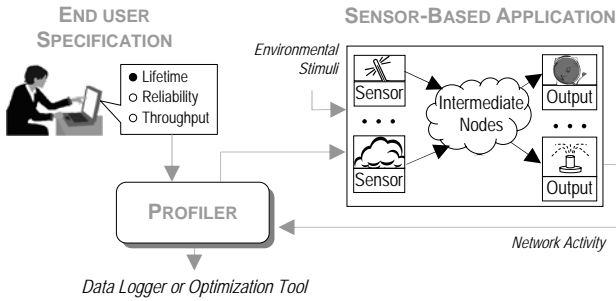 END USER
SPECIFICATION
Lifetime
Reliability
Throughput
SENSOR-BASED APPLICATION
Environmental
Stimuli
Sensor
Intermediate
Nodes
Output
Sensor
Output
PROFILER
Network Activity
Data Logger or Optimization Tool